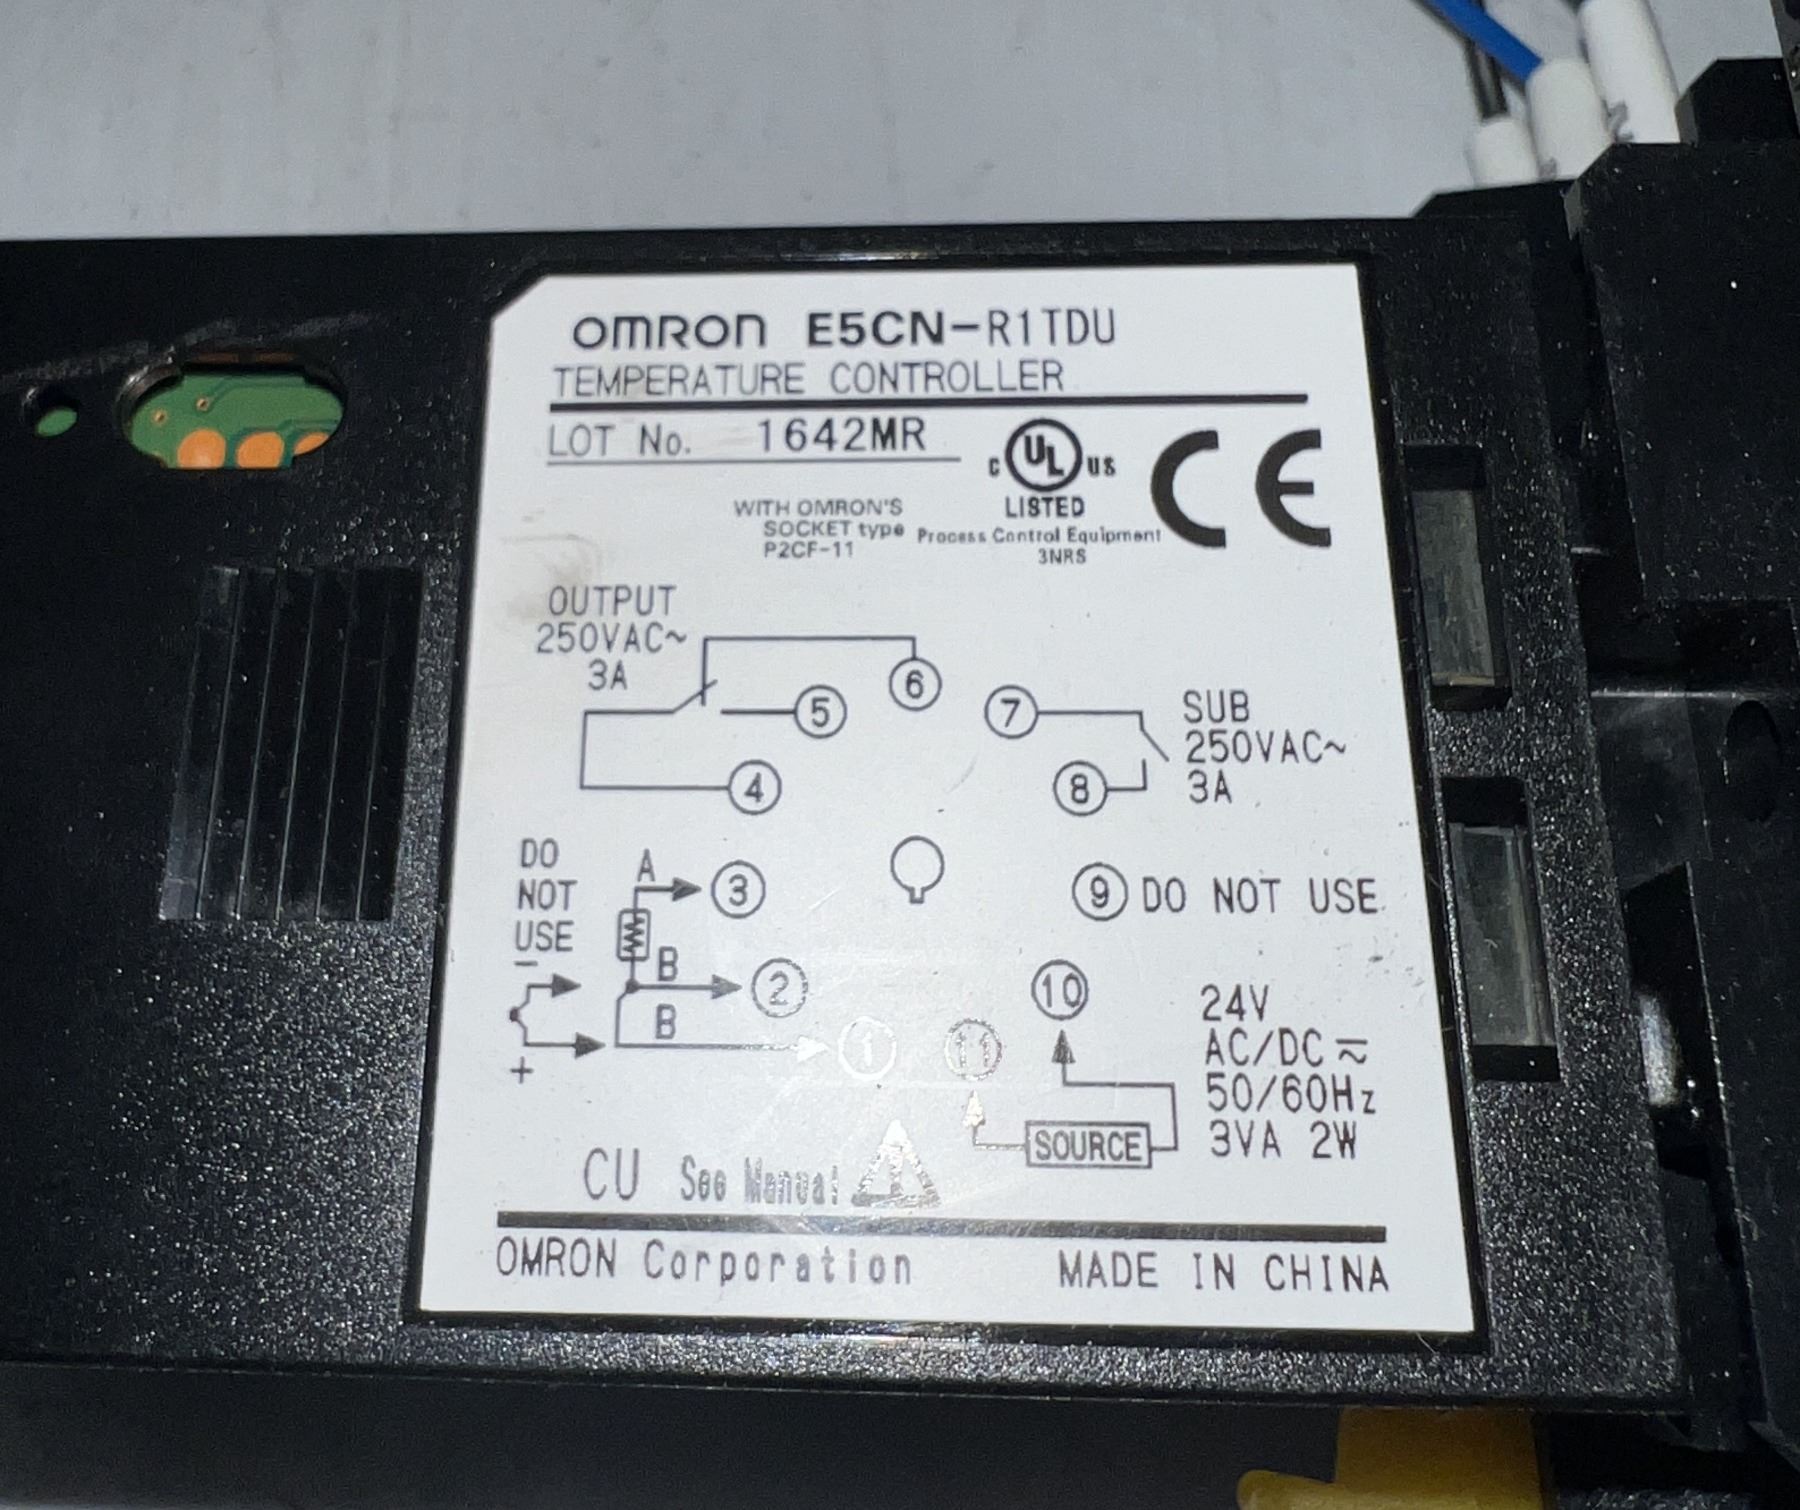 OMRON E5CN-R1TDU
TEMPERATURE CONTROLLER
LOT No. 1642MR
C UL US
LISTED
CE
WITH OMRON'S
SOCKET type
P2CF-11
Process Control Equipment
3NRS
OUTPUT
250VAC~
3A
6
5
4
7
8
SUB
250VAC~
3A
DO
NOT
USE
-
+
A
3
B
2
B
1
9 DO NOT USE
10
11
SOURCE
24V
AC/DC
50/60Hz
3VA 2W
CU See Manual
OMRON Corporation MADE IN CHINA